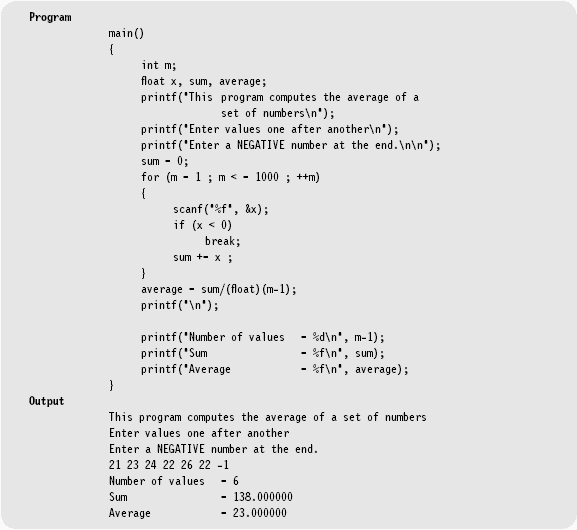 Program
main()
{
int m;
float x, sum, average;
printf("This program computes the average of a
set of numbers\n");
printf("Enter values one after another\n");
printf("Enter a NEGATIVE number at the end.\n\n");
sum = 0;
for (m = 1 ; m < = 1000 ; ++m)
{
scanf("%f", &x);
if (x < 0)
break;
sum += x ;
}
average = sum/(float)(m-1);
printf("\n");
printf("Number of values = %d\n", m-1);
printf("Sum = %f\n", sum);
printf("Average = %f\n", average);
}
Output
This program computes the average of a set of numbers
Enter values one after another
Enter a NEGATIVE number at the end.
21 23 24 22 26 22 -1
Number of values = 6
Sum = 138.000000
Average = 23.000000